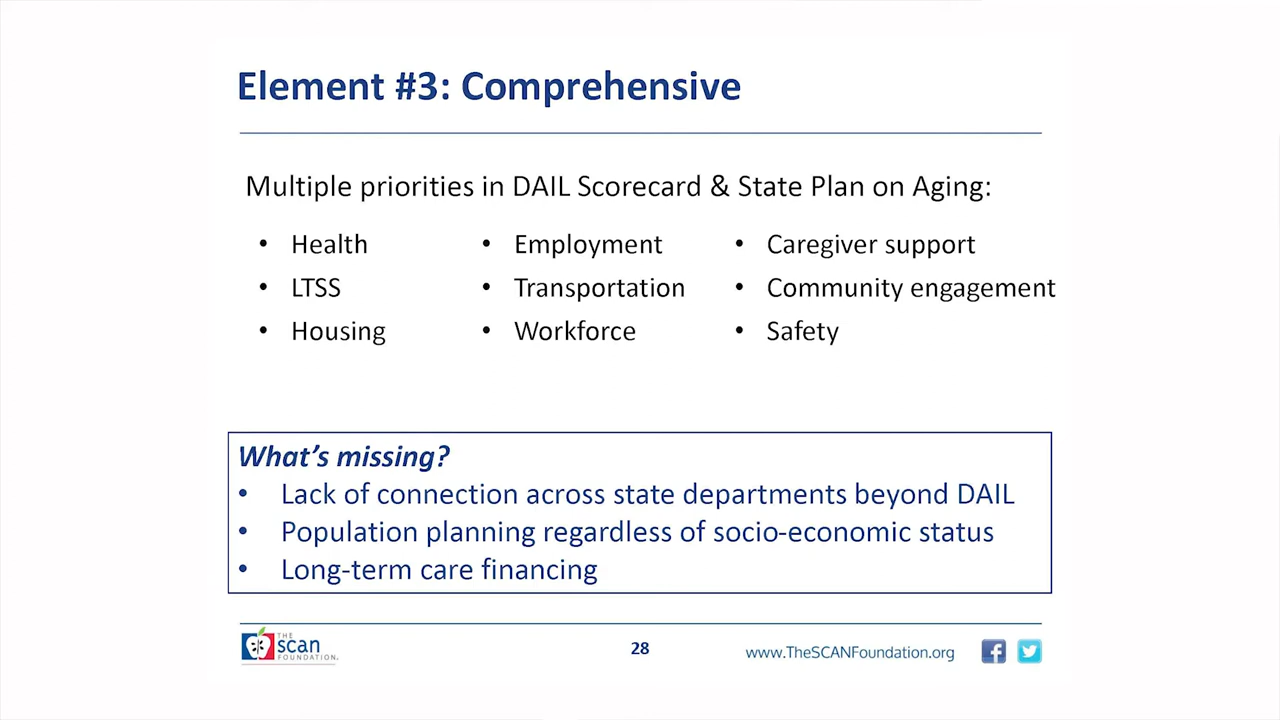 Element #3: Comprehensive
Multiple priorities in DAIL Scorecard & State Plan on Aging:
• Health
• LTSS
• Housing
• Employment
• Transportation
• Workforce
• Caregiver support
• Community engagement
• Safety
What's missing?
• Lack of connection across state departments beyond DAIL
• Population planning regardless of socio-economic status
• Long-term care financing
THE
scan
FOUNDATION.
28
www.TheSCANFoundation.org